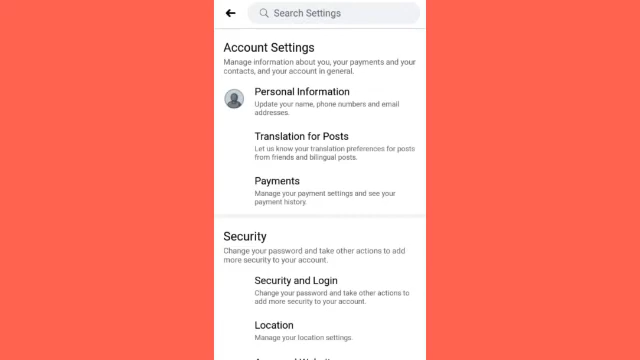 Search Settings
Account Settings
Manage information about you, your payments and your
contacts, and your account in general.
Personal Information
Update your name, phone numbers and email
addresses.
Translation for Posts
Let us know your translation preferences for posts
from friends and bilingual posts.
Payments
Manage your payment settings and see your
payment history.
Security
Change your password and take other actions to add
more security to your account.
Security and Login
Change your password and take other actions to
add more security to your account.
Location
Manage your location settings.